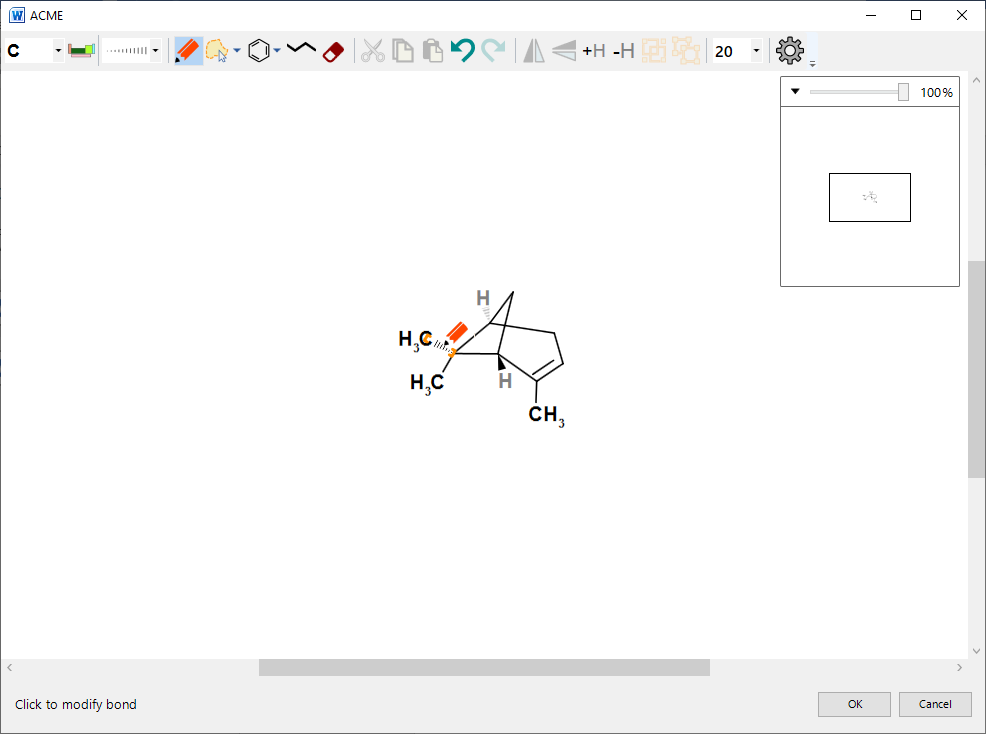 ACME
C
+H -H
20
100%
H
H3C
H3C
H
CH3
Click to modify bond
OK
Cancel